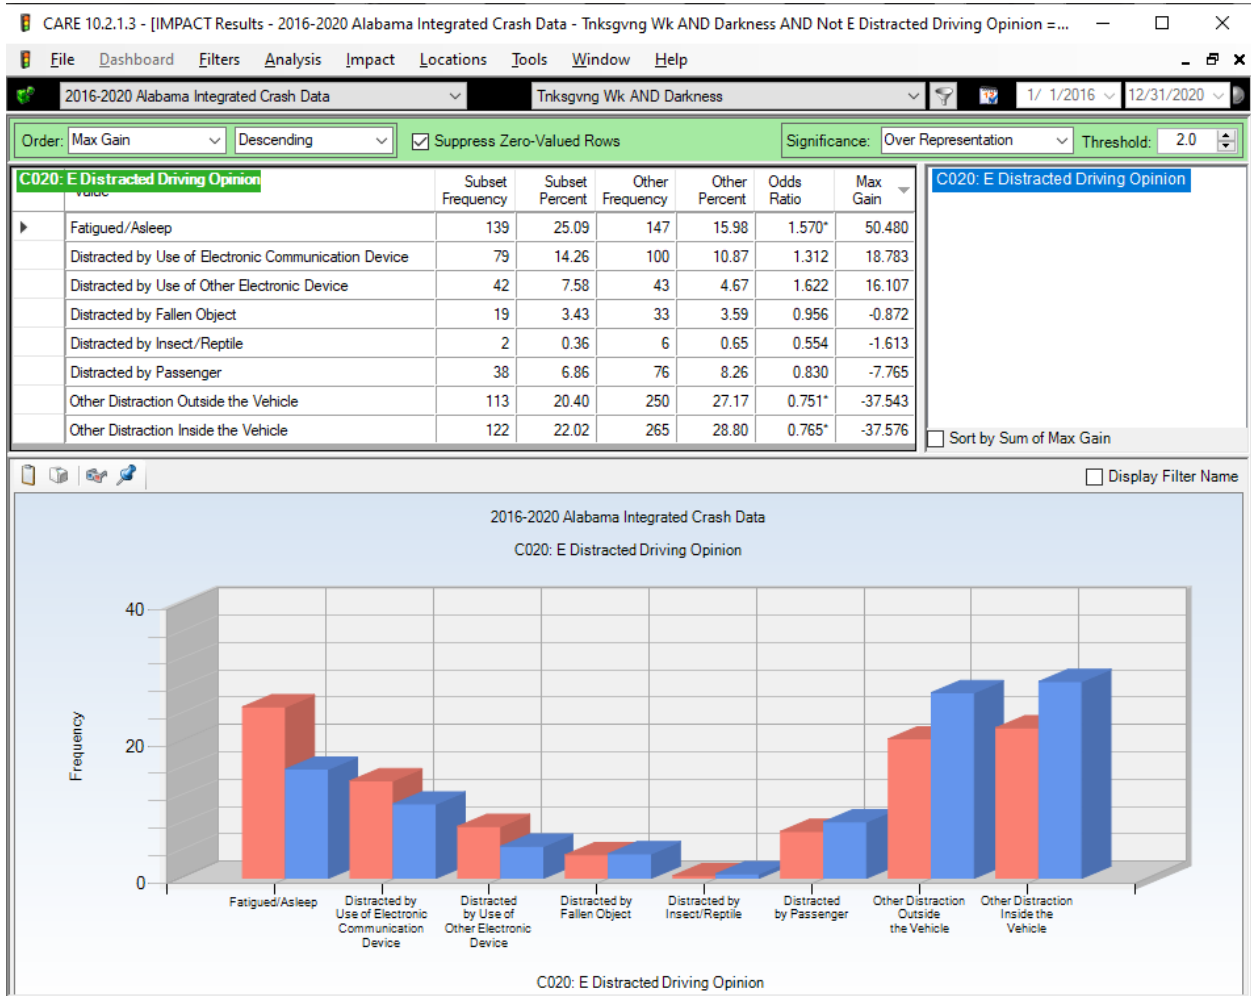 CARE 10.2.1.3 - [IMPACT Results - 2016-2020 Alabama Integrated Crash Data - Tnksgvng Wk AND Darkness AND Not E Distracted Driving Opinion =...
File Dashboard Filters Analysis Impact Locations Tools Window Help
2016-2020 Alabama Integrated Crash Data Tnksgvng Wk AND Darkness 1/ 1/2016 12/31/2020
Order: Max Gain Descending Suppress Zero-Valued Rows Significance: Over Representation Threshold: 2.0
C020: E Distracted Driving Opinion Subset Frequency Subset Percent Other Frequency Other Percent Odds Ratio Max Gain C020: E Distracted Driving Opinion
Fatigued/Asleep 139 25.09 147 15.98 1.570* 50.480
Distracted by Use of Electronic Communication Device 79 14.26 100 10.87 1.312 18.783
Distracted by Use of Other Electronic Device 42 7.58 43 4.67 1.622 16.107
Distracted by Fallen Object 19 3.43 33 3.59 0.956 -0.872
Distracted by Insect/Reptile 2 0.36 6 0.65 0.554 -1.613
Distracted by Passenger 38 6.86 76 8.26 0.830 -7.765
Other Distraction Outside the Vehicle 113 20.40 250 27.17 0.751* -37.543
Other Distraction Inside the Vehicle 122 22.02 265 28.80 0.765* -37.576
Sort by Sum of Max Gain
Display Filter Name
2016-2020 Alabama Integrated Crash Data
C020: E Distracted Driving Opinion
40
20
0
Frequency
Fatigued/Asleep
Distracted by
Use of Electronic
Communication
Device
Distracted
by Use of
Other Electronic
Device
Distracted by
Fallen Object
Distracted by
Insect/Reptile
Distracted
by Passenger
Other Distraction
Outside
the Vehicle
Other Distraction
Inside the
Vehicle
C020: E Distracted Driving Opinion